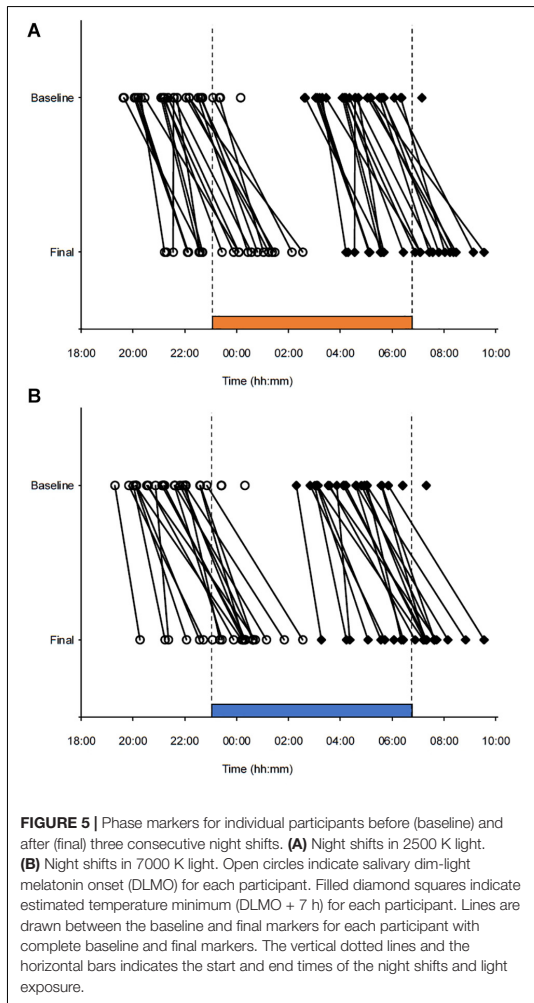 A
Baseline
Final
18:00 20:00 22:00 00:00 02:00 04:00 06:00 08:00 10:00
Time (hh:mm)
B
Baseline
Final
18:00 20:00 22:00 00:00 02:00 04:00 06:00 08:00 10:00
Time (hh:mm)
FIGURE 5 | Phase markers for individual participants before (baseline) and
after (final) three consecutive night shifts. (A) Night shifts in 2500 K light.
(B) Night shifts in 7000 K light. Open circles indicate salivary dim-light
melatonin onset (DLMO) for each participant. Filled diamond squares indicate
estimated temperature minimum (DLMO + 7 h) for each participant. Lines are
drawn between the baseline and final markers for each participant with
complete baseline and final markers. The vertical dotted lines and the
horizontal bars indicates the start and end times of the night shifts and light
exposure.